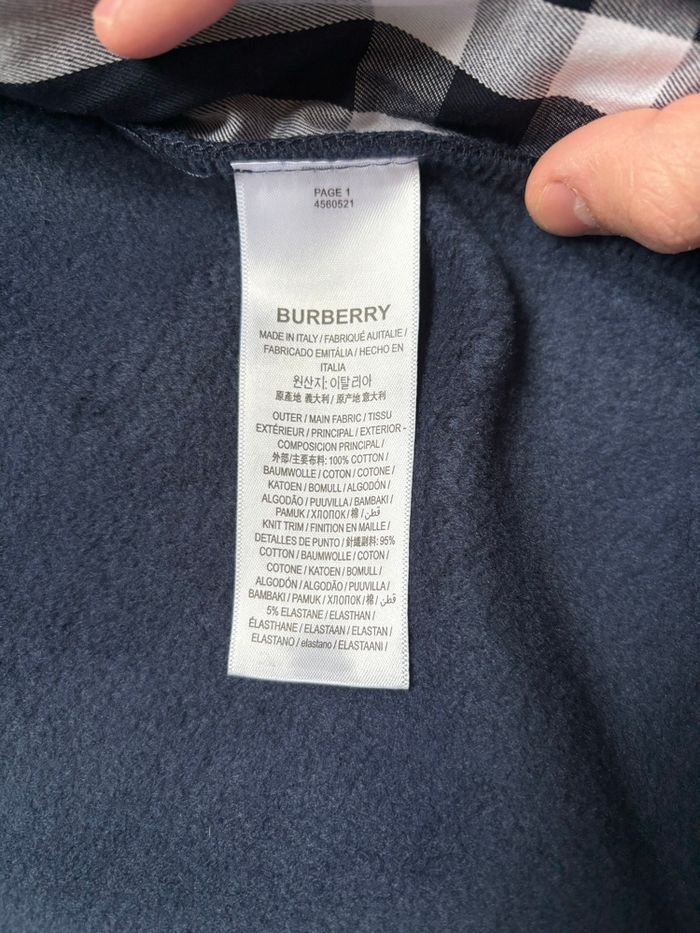 PAGE 1
4560521
BURBERRY
MADE IN ITALY / FABRIQUÉ AUITALIE /
FABRICADO EMITÁLIA / HECHO EN
ITALIA
원산지: 이탈리아
原產地 義大利 / 原产地 意大利
OUTER / MAIN FABRIC / TISSU
EXTÉRIEUR / PRINCIPAL / EXTERIOR -
COMPOSICION PRINCIPAL /
外部/主要布料: 100% COTTON /
BAUMWOLLE / COTON / COTONE /
KATOEN / BOMULL / ALGODÓN /
ALGODÃO / PUUVILLA / BAMBAKI /
PAMUK / ХЛОПОК / 棉 / قطن /
KNIT TRIM / FINITION EN MAILLE /
DETALLES DE PUNTO / 針織副料: 95%
COTTON / BAUMWOLLE / COTON /
COTONE / KATOEN / BOMULL /
ALGODÓN / ALGODÃO / PUUVILLA /
BAMBAKI / PAMUK / ХЛОПОК / 棉 / قطن /
5% ELASTANE / ELASTHAN /
ÉLASTHANE / ELASTAAN / ELASTAN /
ELASTANO / elastano / ELASTAANI /